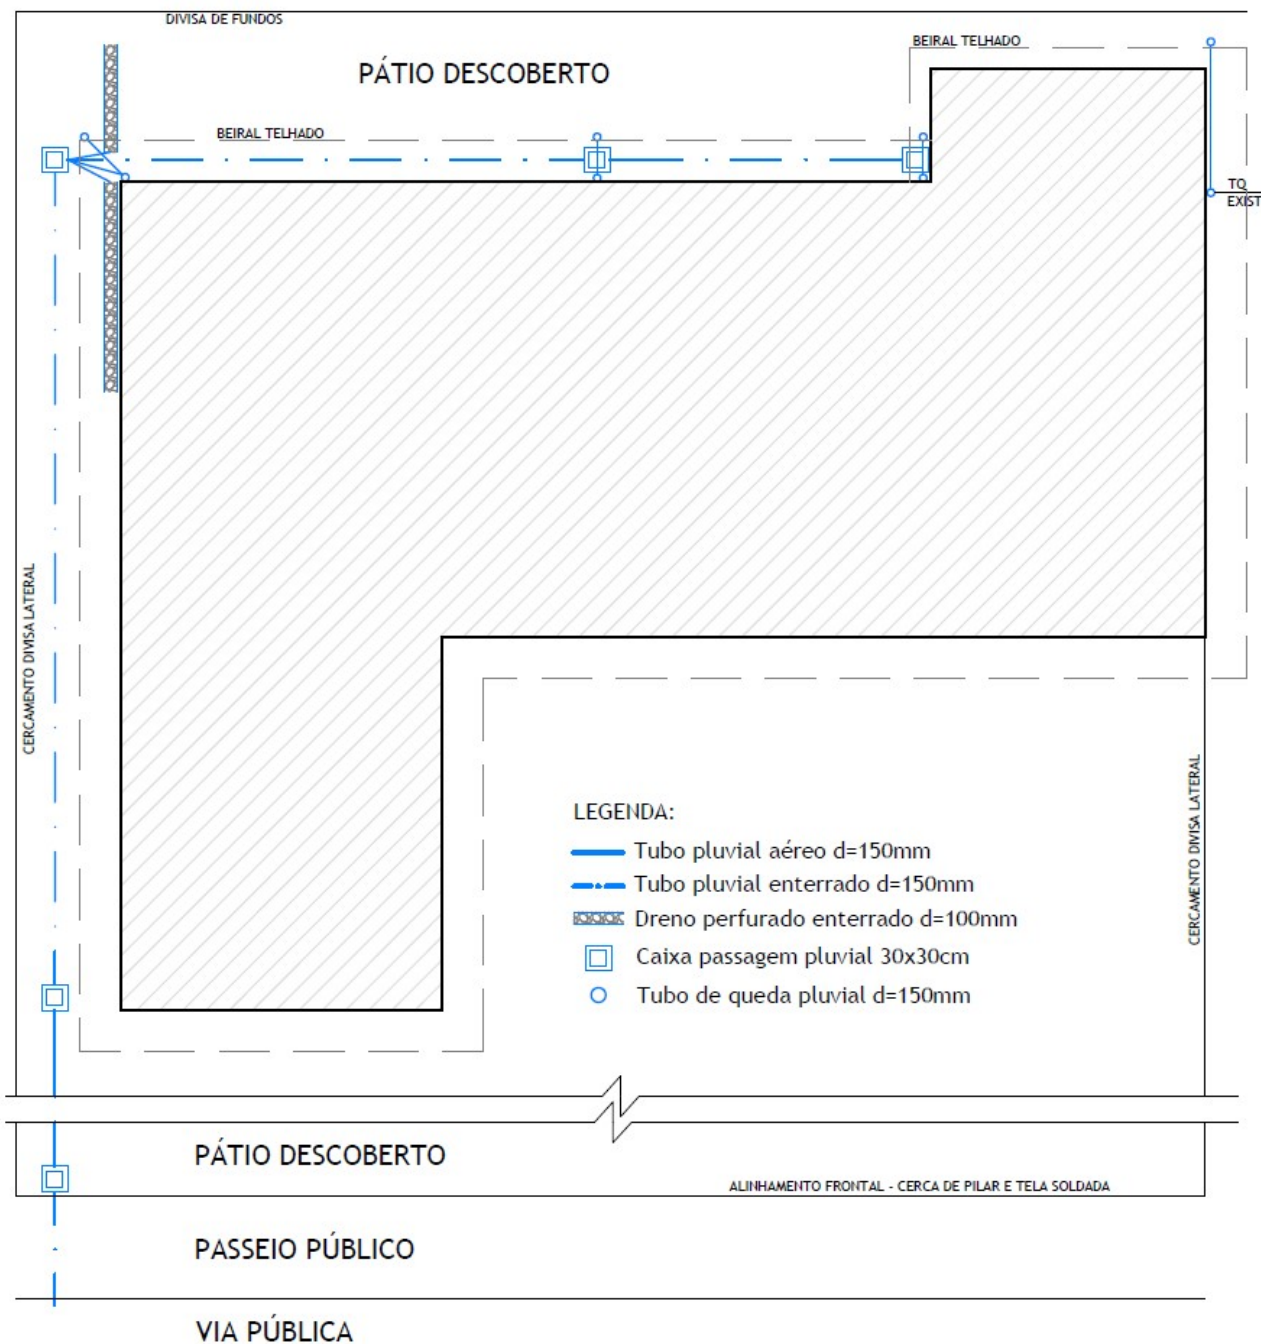 DIVISA DE FUNDOS
BEIRAL TELHADO
PÁTIO DESCOBERTO
BEIRAL TELHADO
TQ
EXIST
CERCAMENTO DIVISA LATERAL
CERCAMENTO DIVISA LATERAL
LEGENDA:
Tubo pluvial aéreo d=150mm
Tubo pluvial enterrado d=150mm
Dreno perfurado enterrado d=100mm
Caixa passagem pluvial 30x30cm
Tubo de queda pluvial d=150mm
PÁTIO DESCOBERTO
ALINHAMENTO FRONTAL - CERCA DE PILAR E TELA SOLDADA
PASSEIO PÚBLICO
VIA PÚBLICA